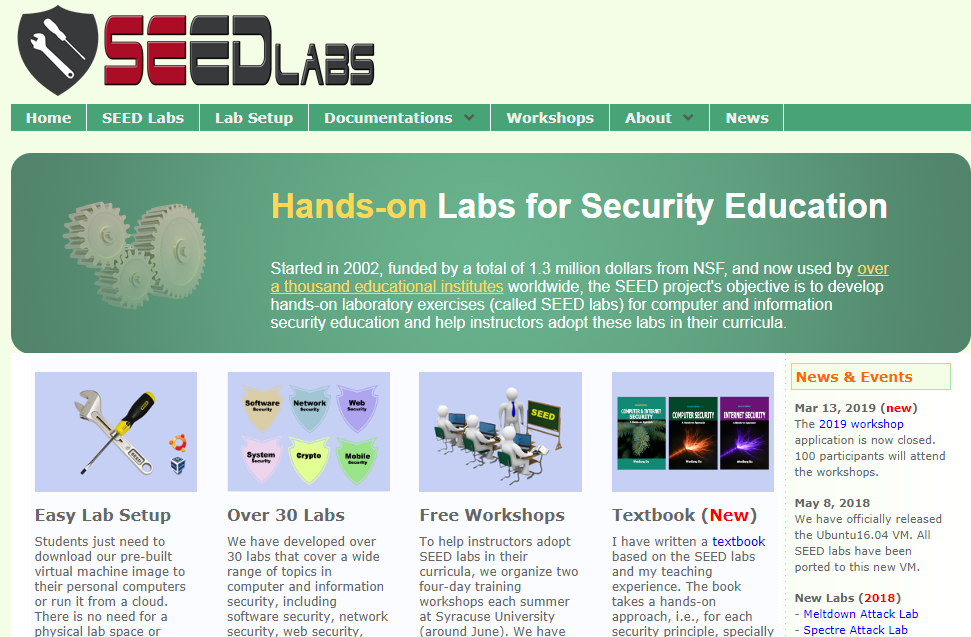 SEEDLABS
Home
SEED Labs
Lab Setup
Documentations
Workshops
About
News
Hands-on Labs for Security Education
Started in 2002, funded by a total of 1.3 million dollars from NSF, and now used by over
a thousand educational institutes worldwide, the SEED project's objective is to develop
hands-on laboratory exercises (called SEED labs) for computer and information
security education and help instructors adopt these labs in their curricula.
SEED
Easy Lab Setup
Students just need to
download our pre-built
virtual machine image to
their personal computers
or run it from a cloud.
There is no need for a
physical lab space or
Software
Security
Network
Security
Web
Security
System
Security
Crypto
Mobile
Security
Over 30 Labs
We have developed over
30 labs that cover a wide
range of topics in
computer and information
security, including
software security, network
security, web security,
SEED
Free Workshops
To help instructors adopt
SEED labs in their
curricula, we organize two
four-day training
workshops each summer
at Syracuse University
(around June). We have
COMPUTER & INTERNET
SECURITY
COMPUTER SECURITY
INTERNET SECURITY
Textbook (New)
I have written a textbook
based on the SEED labs
and my teaching
experience. The book
takes a hands-on
approach, i.e., for each
security principle, specially
News & Events
Mar 13, 2019 (new)
The 2019 workshop
application is now closed.
100 participants will attend
the workshops.
May 8, 2018
We have officially released
the Ubuntu16.04 VM. All
SEED labs have been
ported to this new VM.
New Labs (2018)
- Meltdown Attack Lab
- Spectre Attack Lab